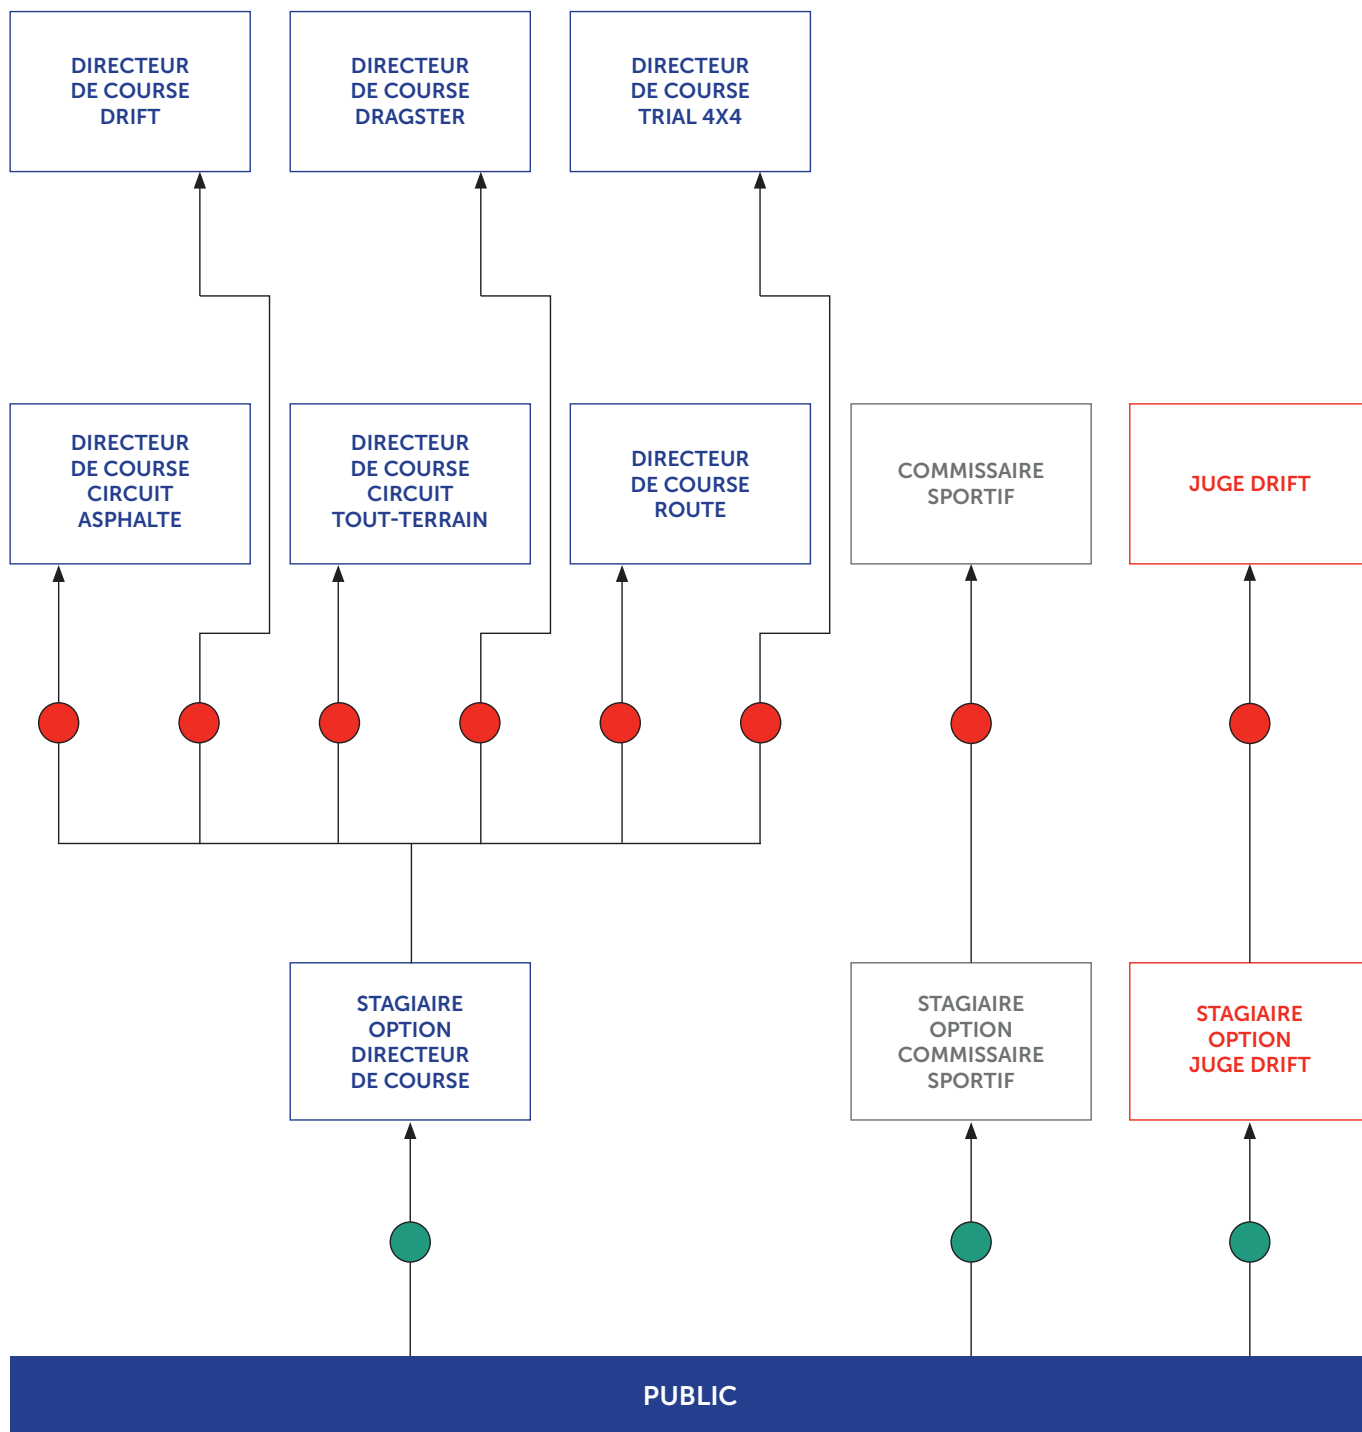 DIRECTEUR
DE COURSE
DRIFT
DIRECTEUR
DE COURSE
DRAGSTER
DIRECTEUR
DE COURSE
TRIAL 4X4
DIRECTEUR
DE COURSE
CIRCUIT
ASPHALTE
DIRECTEUR
DE COURSE
CIRCUIT
TOUT-TERRAIN
DIRECTEUR
DE COURSE
ROUTE
COMMISSAIRE
SPORTIF
JUGE DRIFT
STAGIAIRE
OPTION
DIRECTEUR
DE COURSE
STAGIAIRE
OPTION
COMMISSAIRE
SPORTIF
STAGIAIRE
OPTION
JUGE DRIFT
PUBLIC